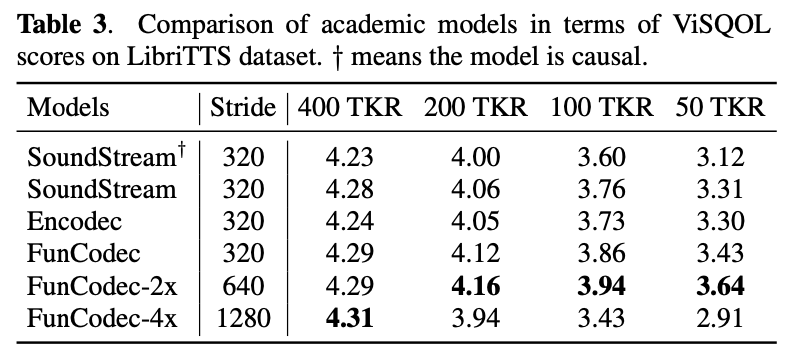 Table 3. Comparison of academic models in terms of ViSQOL
scores on LibriTTS dataset. † means the model is causal.
Models Stride 400 TKR 200 TKR 100 TKR 50 TKR
SoundStream† 320 4.23 4.00 3.60 3.12
SoundStream 320 4.28 4.06 3.76 3.31
Encodec 320 4.24 4.05 3.73 3.30
FunCodec 320 4.29 4.12 3.86 3.43
FunCodec-2x 640 4.29 4.16 3.94 3.64
FunCodec-4x 1280 4.31 3.94 3.43 2.91